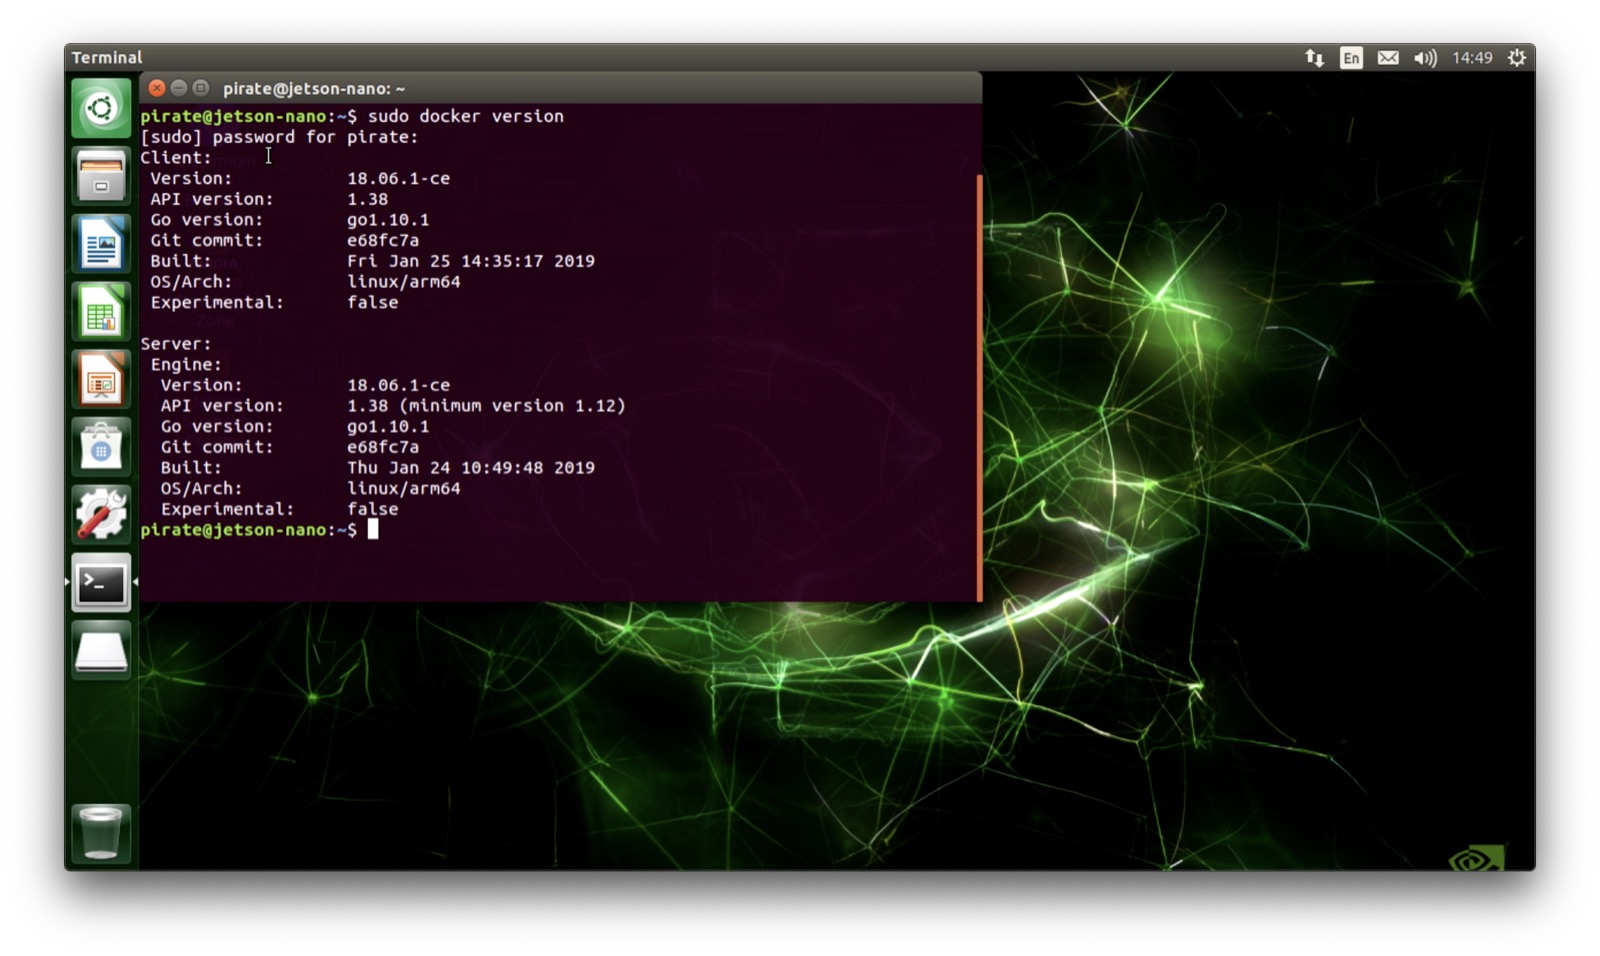 Terminal
En
14:49
pirate@jetson-nano: ~
pirate@jetson-nano:~$ sudo docker version
[sudo] password for pirate:
Client:
Version: 18.06.1-ce
API version: 1.38
Go version: go1.10.1
Git commit: e68fc7a
Built: Fri Jan 25 14:35:17 2019
OS/Arch: linux/arm64
Experimental: false
Server:
Engine:
Version: 18.06.1-ce
API version: 1.38 (minimum version 1.12)
Go version: go1.10.1
Git commit: e68fc7a
Built: Thu Jan 24 10:49:48 2019
OS/Arch: linux/arm64
Experimental: false
pirate@jetson-nano:~$